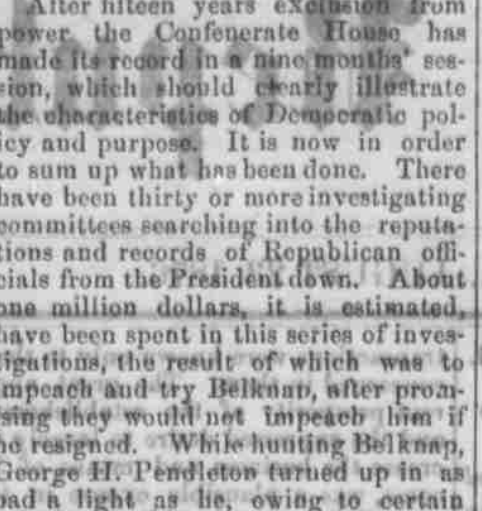 After fifteen years exclusion from
power the Confenerate House has
made its record in a nine months' ses-
sion, which should clearly illustrate
the characteristics of Democratic pol-
icy and purpose. It is now in order
to sum up what has been done. There
have been thirty or more investigating
committees searching into the reputa-
tions and records of Republican offi-
cials from the President down. About
one million dollars, it is estimated,
have been spent in this series of inves-
tigations, the result of which was to
impeach and try Belknap, after prom-
ising they would not impeach him if
he resigned. While hunting Belknap,
George H. Pendleton turned up in as
bad a light as he, owing to certain